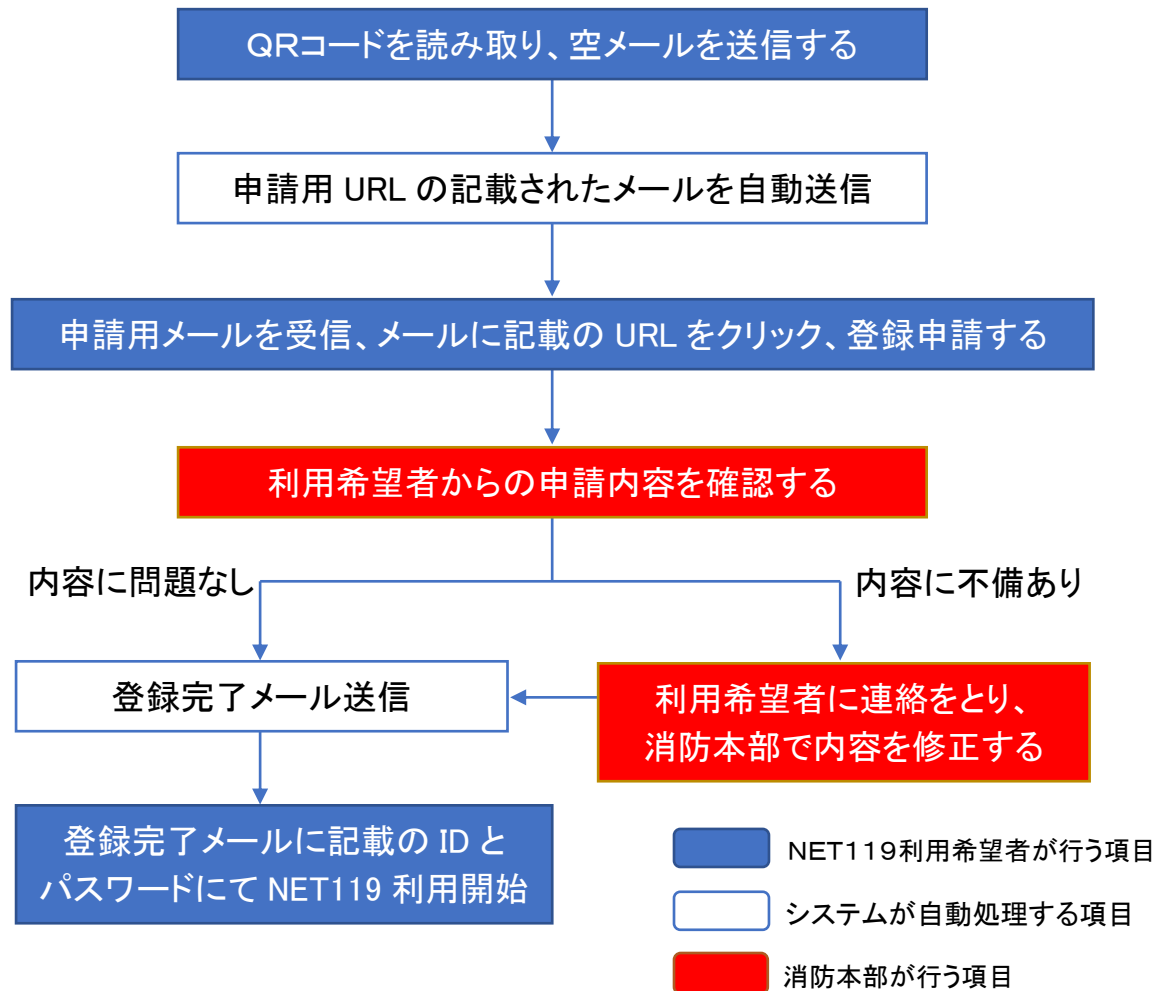 QRコードを読み取り、空メールを送信する
申請用 URL の記載されたメールを自動送信
申請用メールを受信、メールに記載の URL をクリック、登録申請する
利用希望者からの申請内容を確認する
内容に問題なし
内容に不備あり
登録完了メール送信
利用希望者に連絡をとり、
消防本部で内容を修正する
登録完了メールに記載の ID と
パスワードにて NET119 利用開始
NET119利用希望者が行う項目
システムが自動処理する項目
消防本部が行う項目